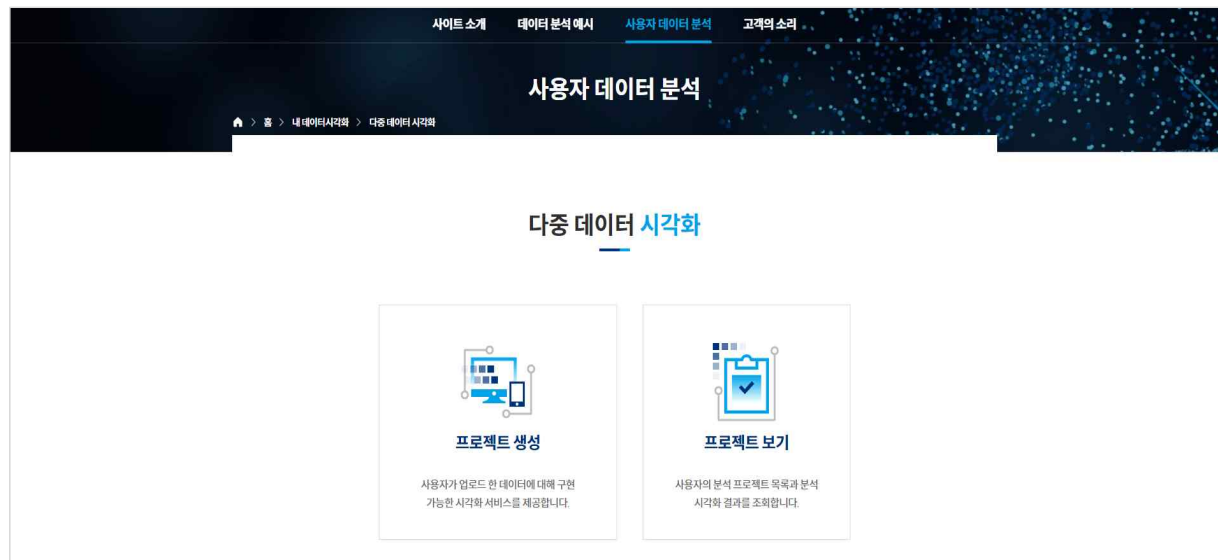 사이트 소개 데이터 분석 예시 사용자 데이터 분석 고객의 소리
사용자 데이터 분석
> 홈 > 내 데이터시각화 > 다중 데이터 시각화
다중 데이터 시각화
프로젝트 생성
사용자가 업로드 한 데이터에 대해 구현
가능한 시각화 서비스를 제공합니다.
프로젝트 보기
사용자의 분석 프로젝트 목록과 분석
시각화 결과를 조회합니다.